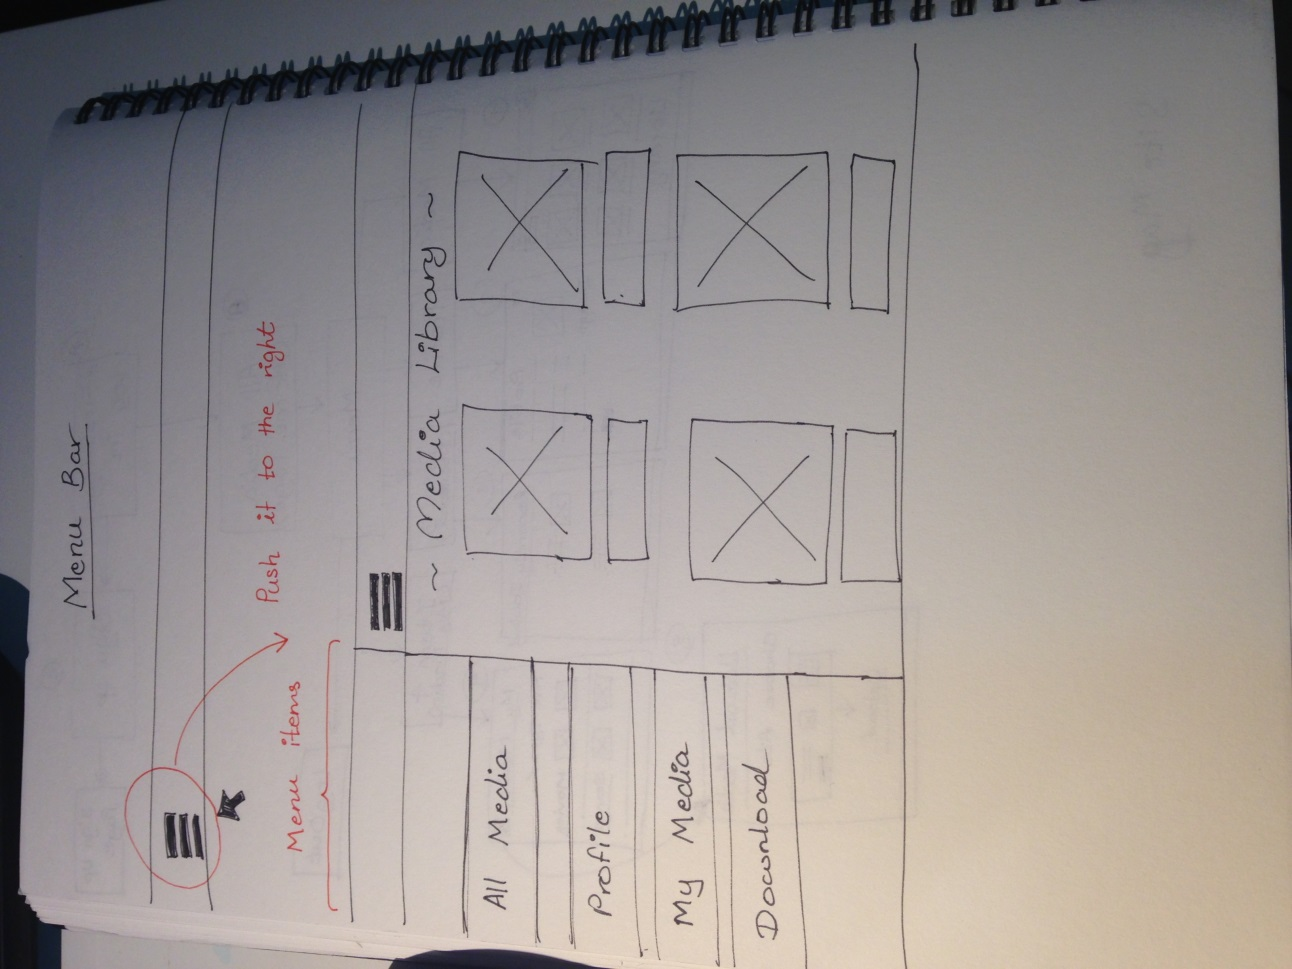 Menu Bar
Push it to the right
Menu items
~ Media Library ~
All Media
Profile
My Media
Download